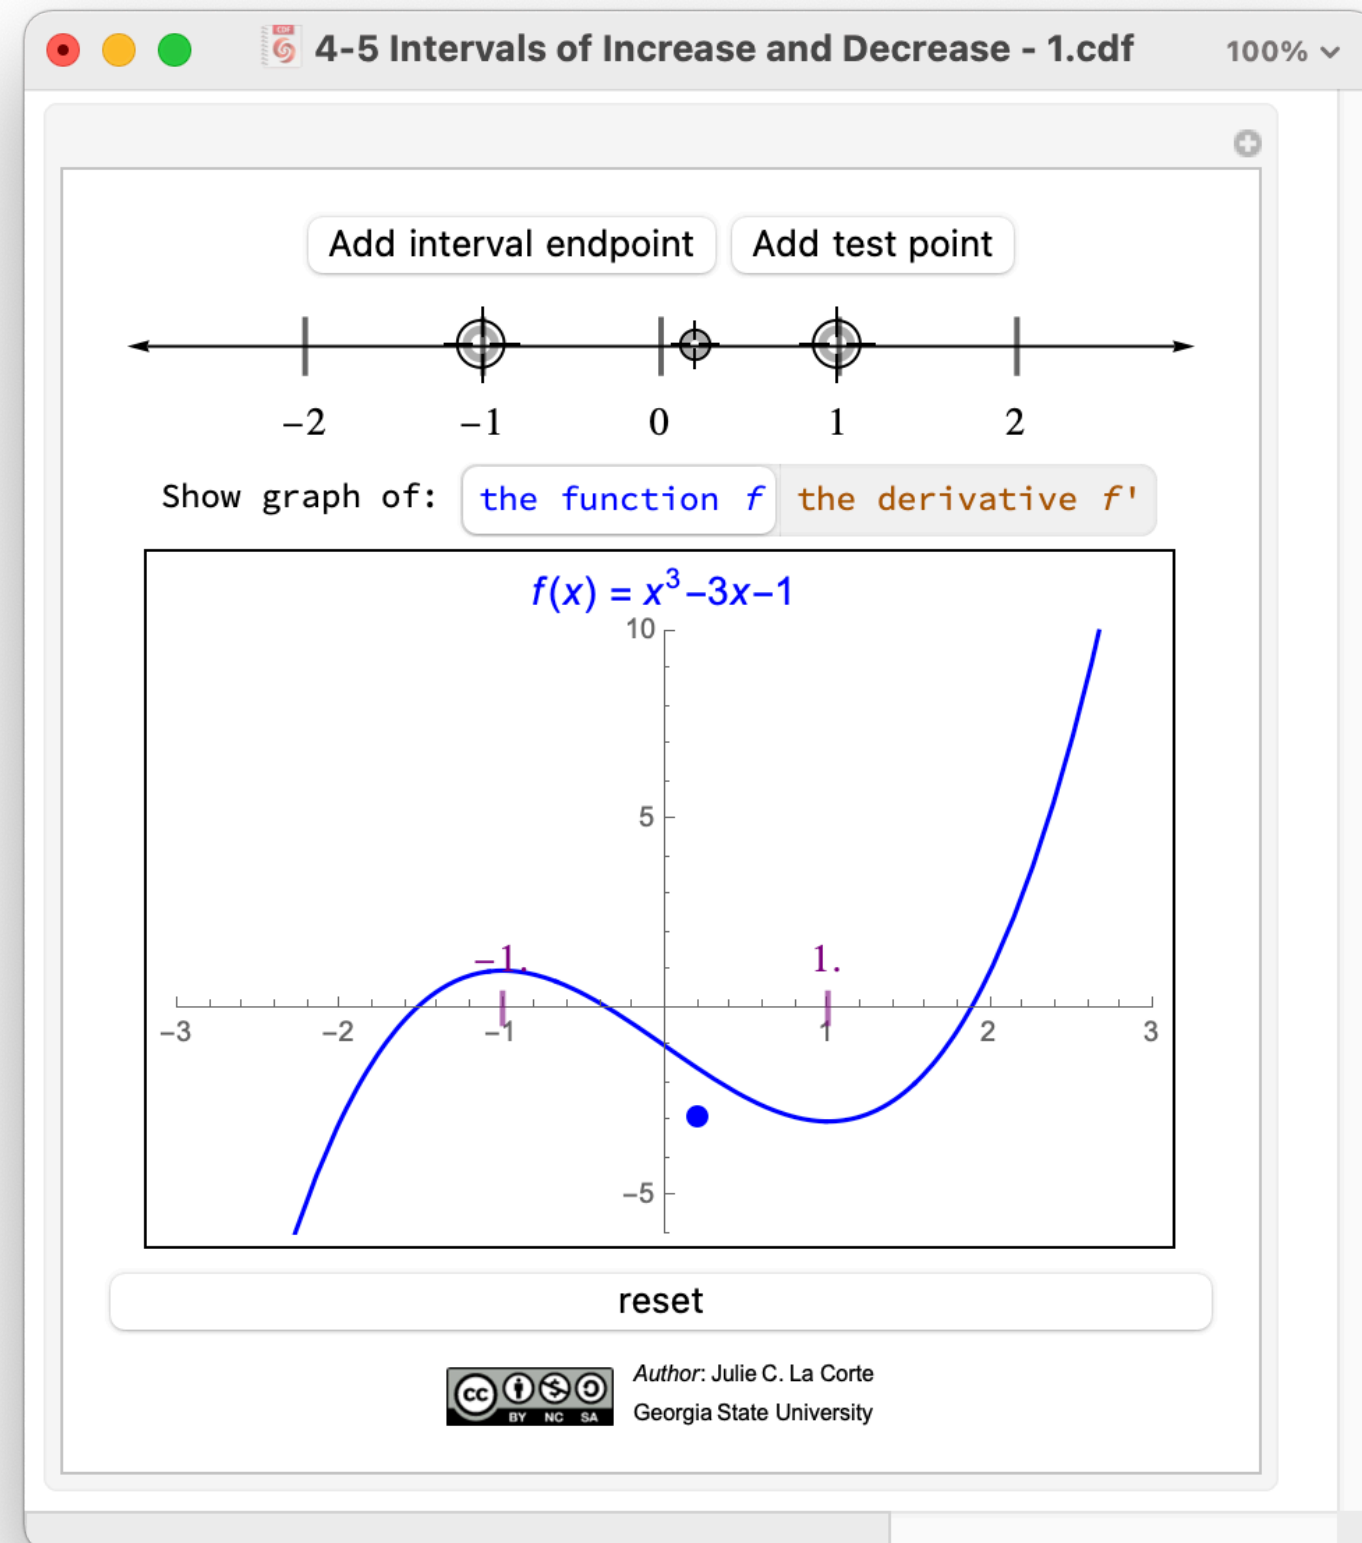 4-5 Intervals of Increase and Decrease - 1.cdf 100%
CDF
Add interval endpoint Add test point
−2 −1 0 1 2
Show graph of: the function f the derivative f'
f(x) = x³−3x−1
10
5
−1. 1.
−3 −2 −1 1 2 3
−5
reset
Author: Julie C. La Corte
cc BY NC SA
Georgia State University